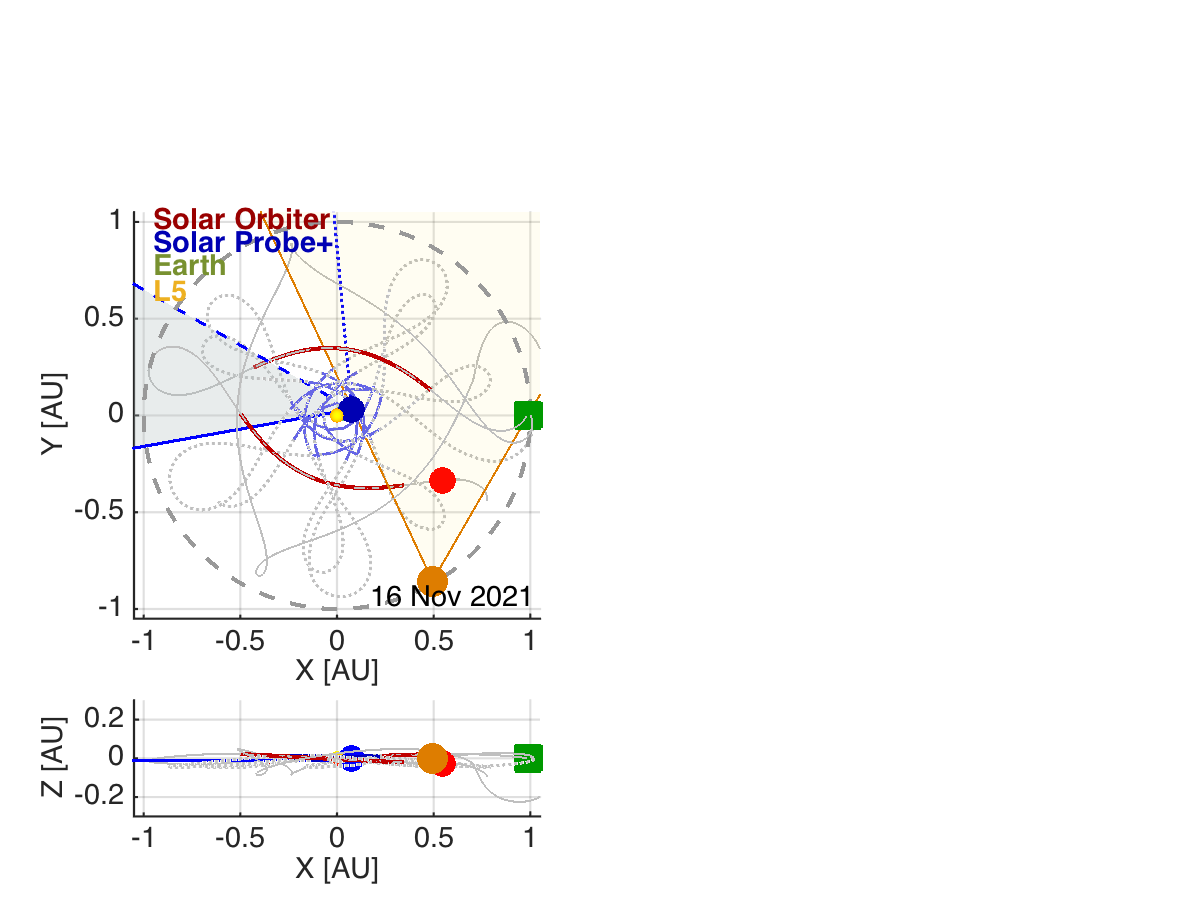 Solar Orbiter
Solar Probe+
Earth
L5
1
0.5
0
-0.5
-1
Y [AU]
16 Nov 2021
-1 -0.5 0 0.5 1
X [AU]
0.2
0
-0.2
Z [AU]
-1 -0.5 0 0.5 1
X [AU]